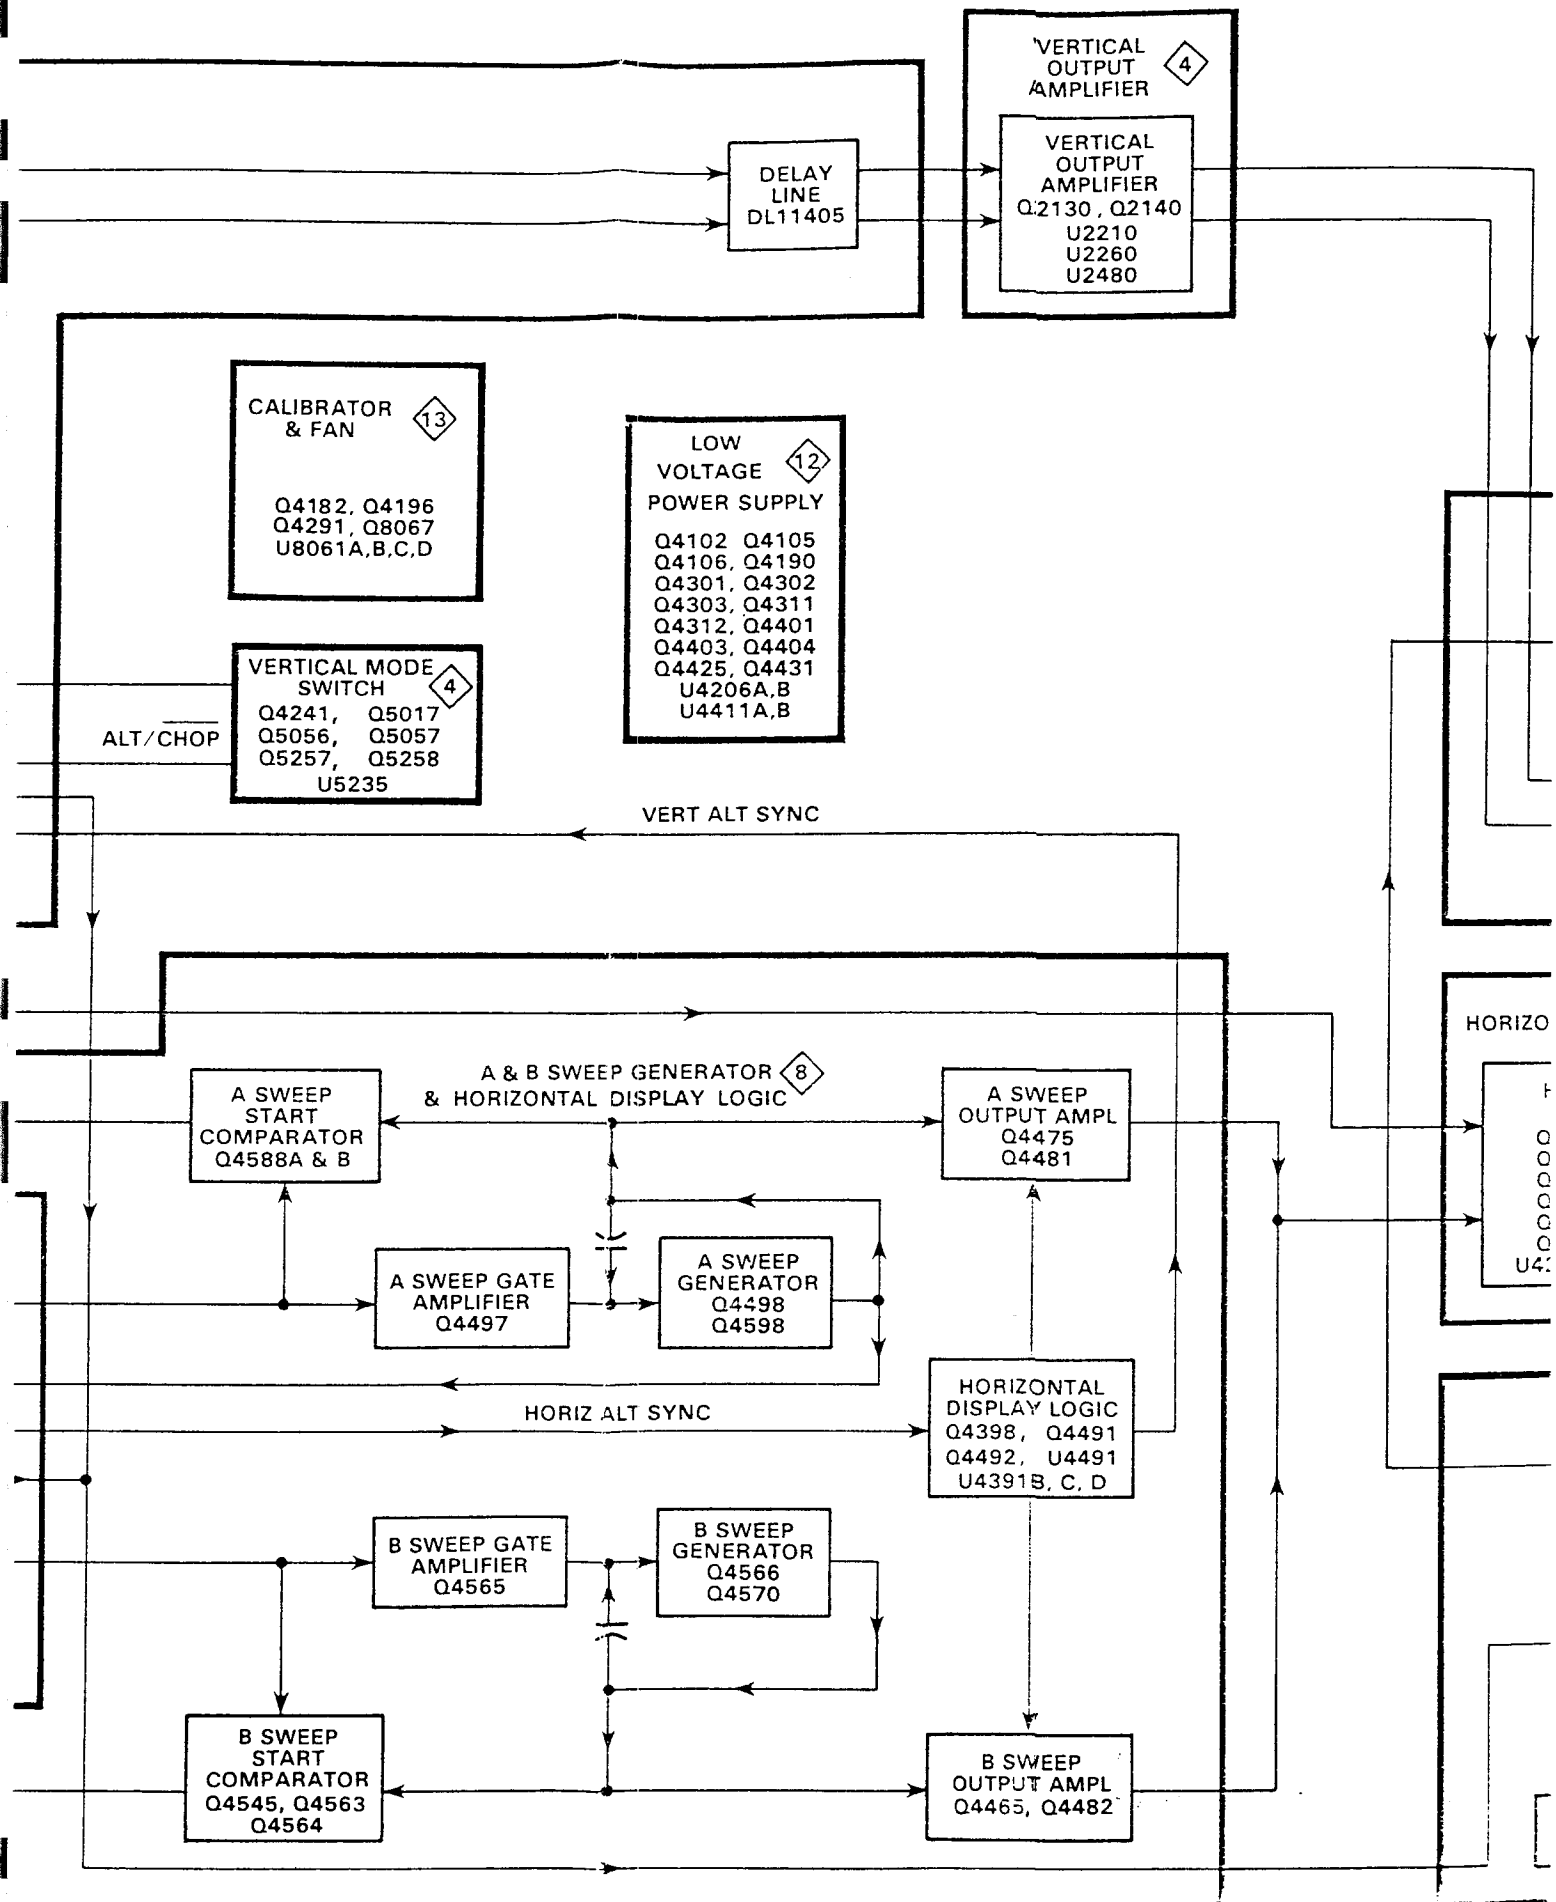 VERTICAL
OUTPUT
AMPLIFIER
4
VERTICAL
OUTPUT
AMPLIFIER
Q2130, Q2140
U2210
U2260
U2480
DELAY
LINE
DL11405
CALIBRATOR
& FAN
13
Q4182, Q4196
Q4291, Q8067
U8061A,B,C,D
LOW
VOLTAGE
12
POWER SUPPLY
Q4102 Q4105
Q4106, Q4190
Q4301, Q4302
Q4303, Q4311
Q4312, Q4401
Q4403, Q4404
Q4425, Q4431
U4206A,B
U4411A,B
VERTICAL MODE
SWITCH
4
Q4241, Q5017
Q5056, Q5057
Q5257, Q5258
U5235
ALT/CHOP
VERT ALT SYNC
HORIZO
A & B SWEEP GENERATOR
8
& HORIZONTAL DISPLAY LOGIC
A SWEEP
START
COMPARATOR
Q4588A & B
A SWEEP
OUTPUT AMPL
Q4475
Q4481
A SWEEP GATE
AMPLIFIER
Q4497
A SWEEP
GENERATOR
Q4498
Q4598
HORIZONTAL
DISPLAY LOGIC
Q4398, Q4491
Q4492, U4491
U4391B, C, D
HORIZ ALT SYNC
B SWEEP GATE
AMPLIFIER
Q4565
B SWEEP
GENERATOR
Q4566
Q4570
B SWEEP
START
COMPARATOR
Q4545, Q4563
Q4564
B SWEEP
OUTPUT AMPL
Q4465, Q4482